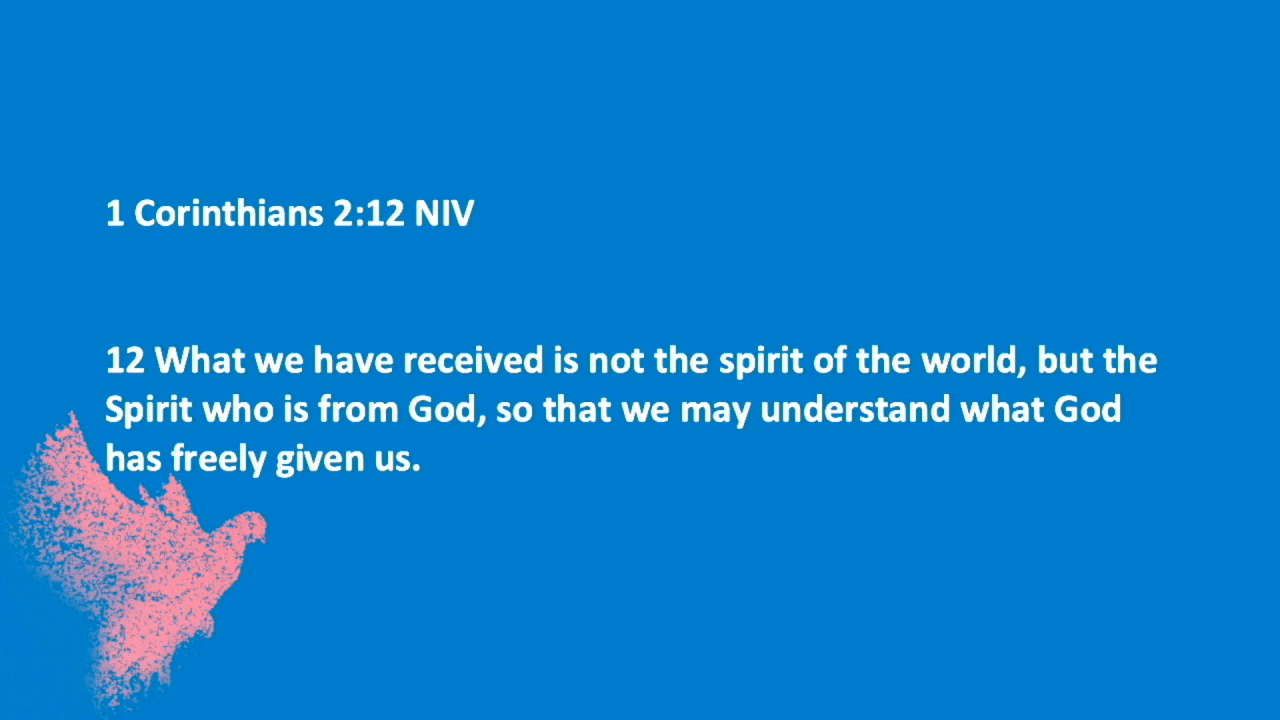 1 Corinthians 2:12 NIV
12 What we have received is not the spirit of the world, but the
Spirit who is from God, so that we may understand what God
has freely given us.